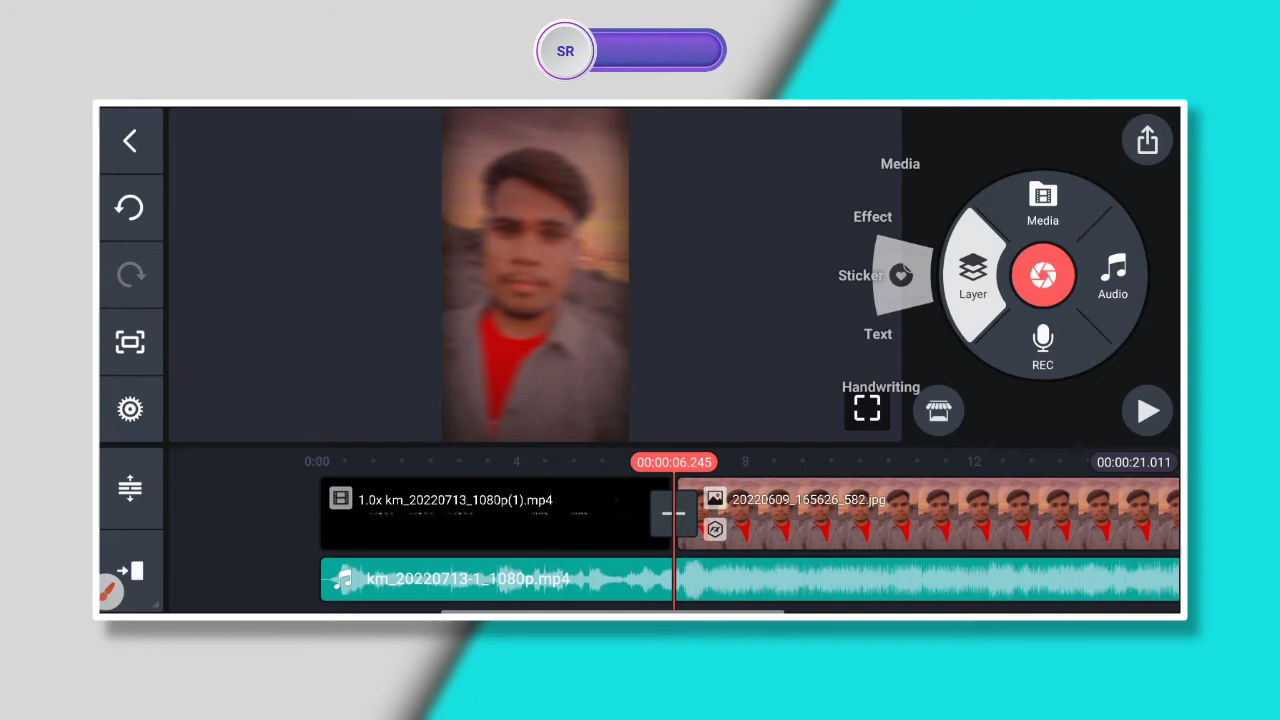 SR
Media
Effect
Sticker
Text
Handwriting
Media
Layer
Audio
REC
0:00
4
00:00:06.245
8
12
00:00:21.011
1.0x km_20220713_1080p(1).mp4
20220609_165626_582.jpg
FX
km_20220713-1_1080p.mp4